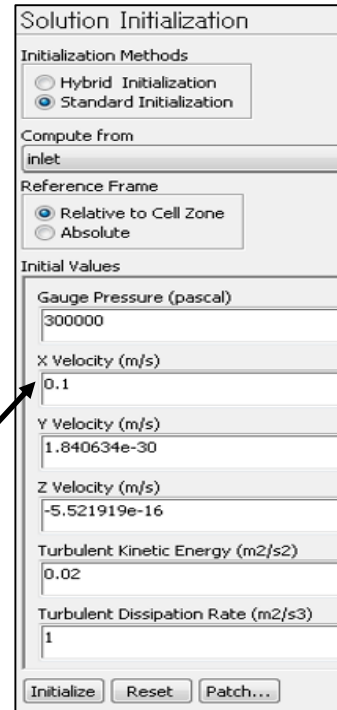 Solution Initialization
Initialization Methods
Hybrid Initialization
Standard Initialization
Compute from
inlet
Reference Frame
Relative to Cell Zone
Absolute
Initial Values
Gauge Pressure (pascal)
300000
X Velocity (m/s)
0.1
Y Velocity (m/s)
1.840634e-30
Z Velocity (m/s)
-5.521919e-16
Turbulent Kinetic Energy (m2/s2)
0.02
Turbulent Dissipation Rate (m2/s3)
1
Initialize Reset Patch...